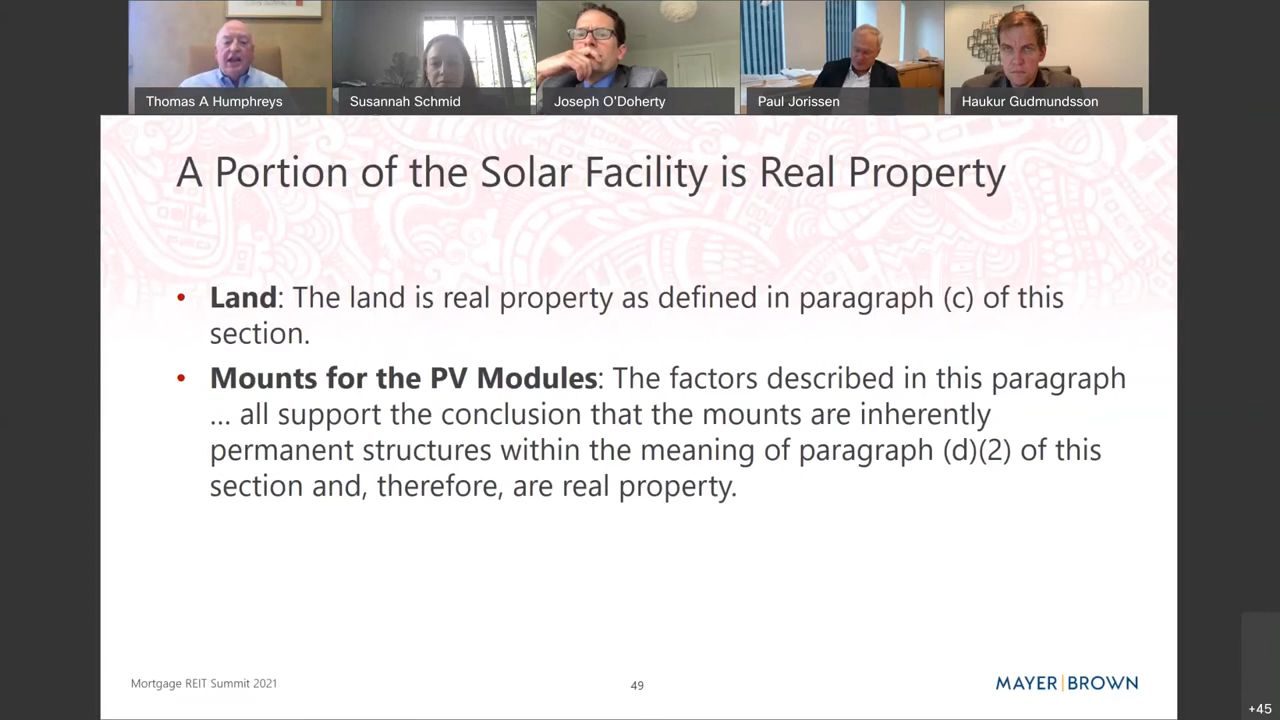 Thomas A Humphreys
Susannah Schmid
Joseph O'Doherty
Paul Jorissen
Haukur Gudmundsson
A Portion of the Solar Facility is Real Property
• Land: The land is real property as defined in paragraph (c) of this
section.
• Mounts for the PV Modules: The factors described in this paragraph
... all support the conclusion that the mounts are inherently
permanent structures within the meaning of paragraph (d)(2) of this
section and, therefore, are real property.
Mortgage REIT Summit 2021
49
MAYER | BROWN
+45